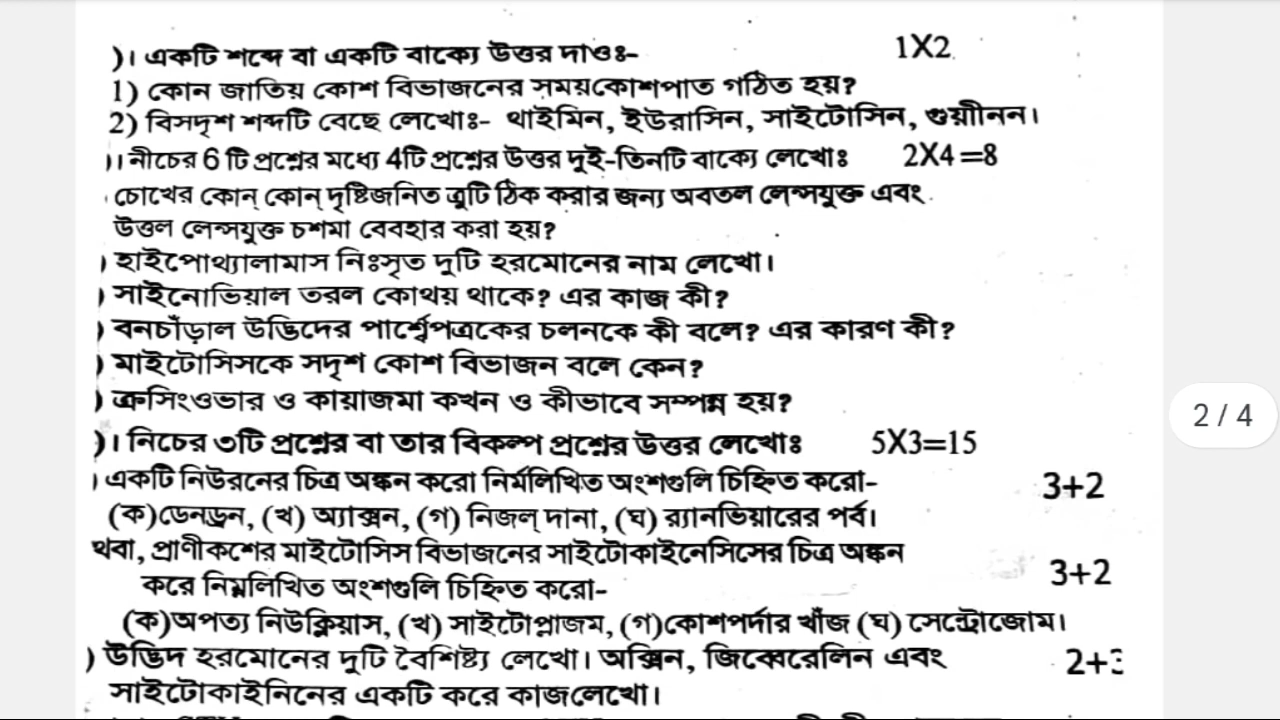 )। একটি শব্দে বা একটি বাক্যে উত্তর দাওঃ- 1X2
1) কোন জাতিয় কোশ বিভাজনের সময়কোশপাত গঠিত হয়?
2) বিসদৃশ শব্দটি বেছে লেখোঃ- থাইমিন, ইউরাসিন, সাইটোসিন, গুয়ানিন।
)। নীচের 6 টি প্রশ্নের মধ্যে 4টি প্রশ্নের উত্তর দুই-তিনটি বাক্যে লেখোঃ 2X4=8
চোখের কোন্ কোন্ দৃষ্টিজনিত ত্রুটি ঠিক করার জন্য অবতল লেন্সযুক্ত এবং
উত্তল লেন্সযুক্ত চশমা বেবহার করা হয়?
) হাইপোথ্যালামাস নিঃসৃত দুটি হরমোনের নাম লেখো।
) সাইনোভিয়াল তরল কোথয় থাকে? এর কাজ কী?
) বনচাঁড়াল উদ্ভিদের পার্শ্বেপত্রকের চলনকে কী বলে? এর কারণ কী?
) মাইটোসিসকে সদৃশ কোশ বিভাজন বলে কেন?
) ক্রসিংওভার ও কায়াজমা কখন ও কীভাবে সম্পন্ন হয়?
)। নিচের ৩টি প্রশ্নের বা তার বিকল্প প্রশ্নের উত্তর লেখোঃ 5X3=15
। একটি নিউরনের চিত্র অঙ্কন করো নির্মলিখিত অংশগুলি চিহ্নিত করো- 3+2
(ক)ডেনড্রন, (খ) অ্যাক্সন, (গ) নিজল্ দানা, (ঘ) র‍্যানভিয়ারের পর্ব।
থবা, প্রাণীকশের মাইটোসিস বিভাজনের সাইটোকাইনেসিসের চিত্র অঙ্কন
করে নিম্নলিখিত অংশগুলি চিহ্নিত করো- 3+2
(ক)অপত্য নিউক্লিয়াস, (খ) সাইটোপ্লাজম, (গ)কোশপর্দার খাঁজ (ঘ) সেন্ট্রোজোম।
) উদ্ভিদ হরমোনের দুটি বৈশিষ্ট্য লেখো। অক্সিন, জিব্বেরেলিন এবং 2+3
সাইটোকাইনিনের একটি করে কাজলেখো।
2 / 4